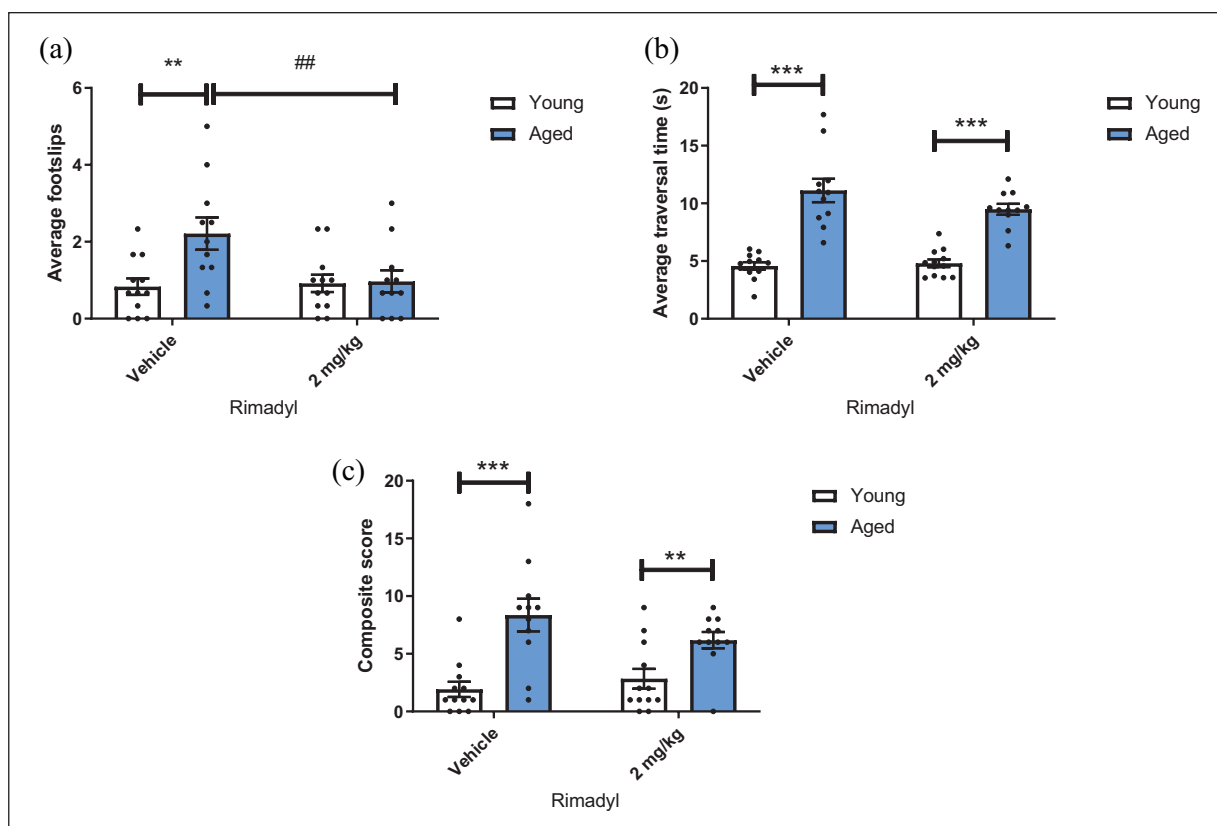 (a)
**
##
Young
Aged
Average footslips
6
4
2
0
Vehicle
2 mg/kg
Rimadyl
(b)
***
***
Young
Aged
Average traversal time (s)
20
15
10
5
0
Vehicle
2 mg/kg
Rimadyl
(c)
***
**
Young
Aged
Composite score
20
15
10
5
0
Vehicle
2 mg/kg
Rimadyl